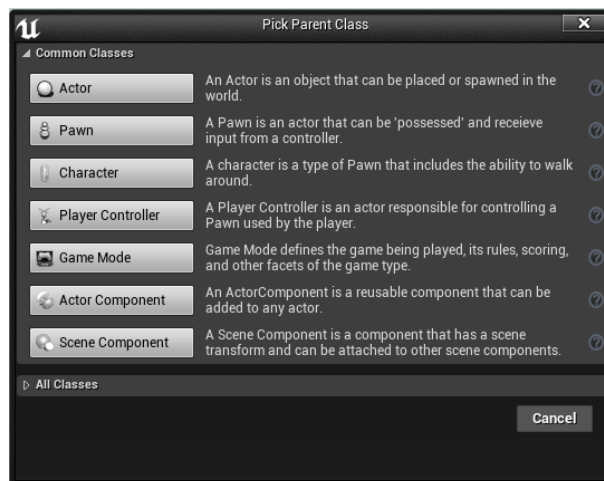 Pick Parent Class
Common Classes
Actor
An Actor is an object that can be placed or spawned in the
world.
Pawn
A Pawn is an actor that can be 'possessed' and receieve
input from a controller.
Character
A character is a type of Pawn that includes the ability to walk
around.
Player Controller
A Player Controller is an actor responsible for controlling a
Pawn used by the player.
Game Mode
Game Mode defines the game being played, its rules, scoring,
and other facets of the game type.
Actor Component
An ActorComponent is a reusable component that can be
added to any actor.
Scene Component
A Scene Component is a component that has a scene
transform and can be attached to other scene components.
All Classes
Cancel